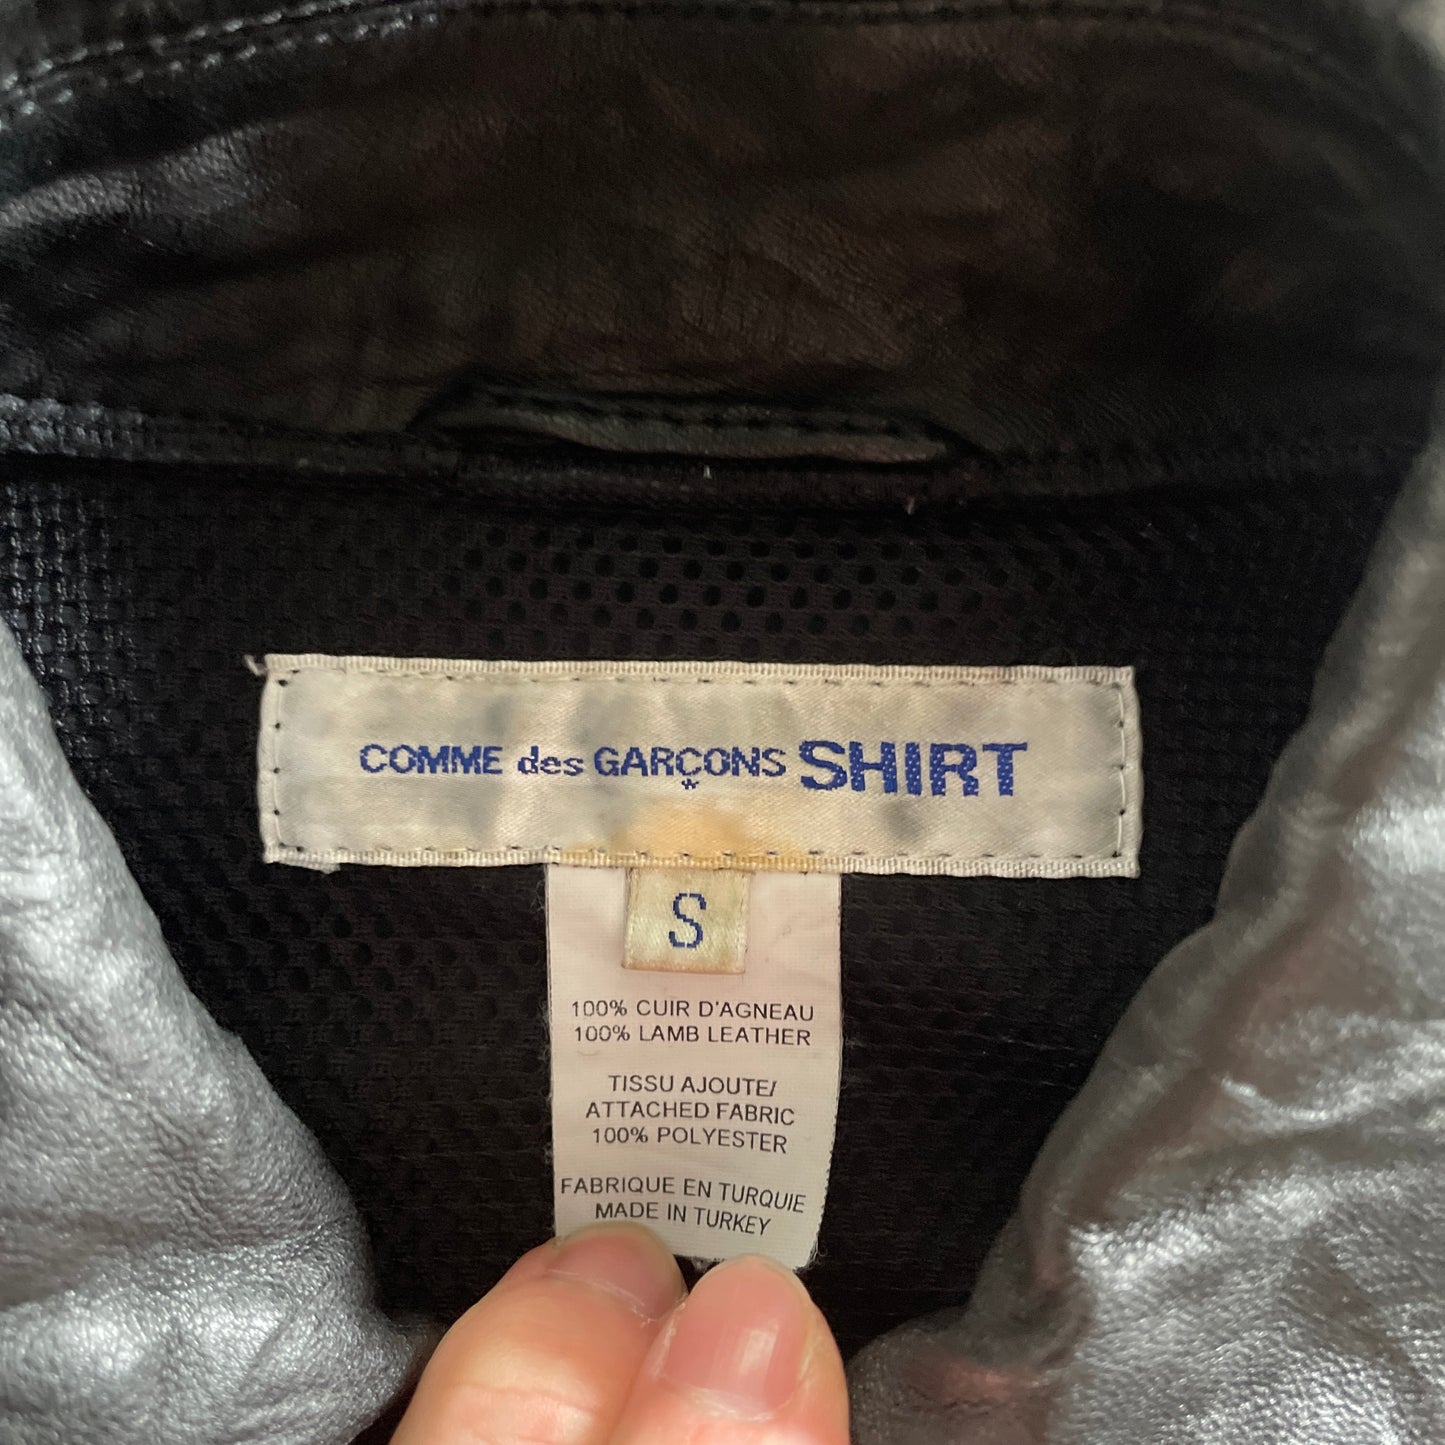 COMME des GARÇONS SHIRT
S
100% CUIR D'AGNEAU
100% LAMB LEATHER
TISSU AJOUTE/
ATTACHED FABRIC
100% POLYESTER
FABRIQUE EN TURQUIE
MADE IN TURKEY